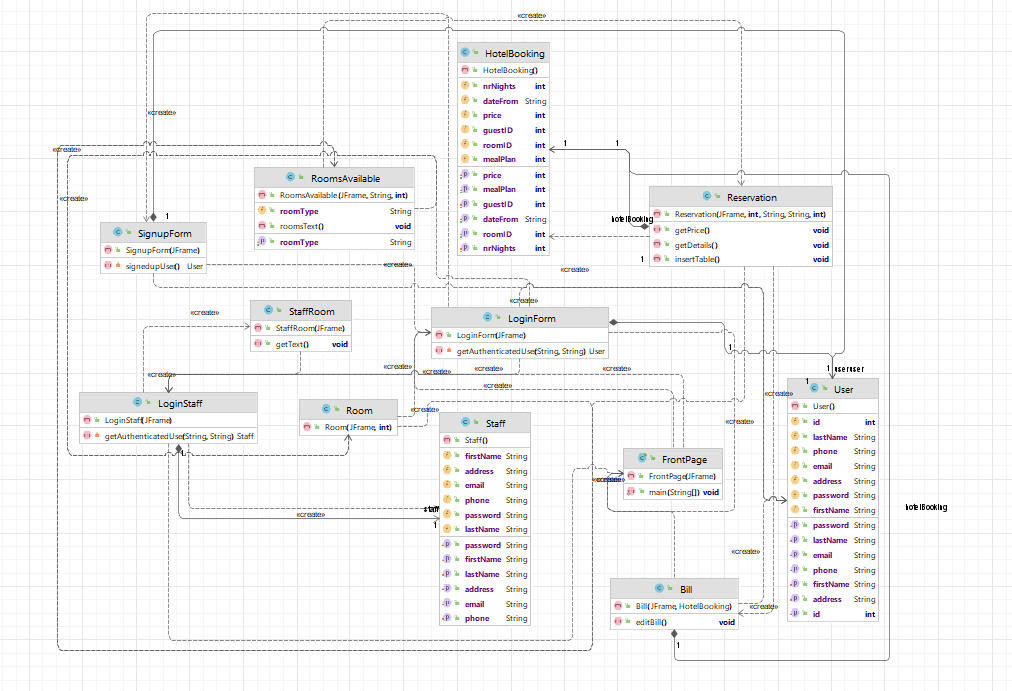 «create»
HotelBooking
HotelBooking()
nrNights int
dateFrom String
price int
guestID int
roomID int
mealPlan int
price int
mealPlan int
guestID int
dateFrom String
roomID int
nrNights int
«create»
1
1
«create»
RoomsAvailable
RoomsAvailable(JFrame, String, int)
roomType String
roomsText() void
roomType String
Reservation
Reservation(JFrame, int, String, String, int)
getPrice() void
getDetails() void
insertTable() void
«create»
hotelBooking
1
1
SignupForm
SignupForm(JFrame)
signedupUser() User
«create»
«create»
«create»
«create»
StaffRoom
StaffRoom(JFrame)
getText() void
LoginForm
LoginForm(JFrame)
getAuthenticatedUser(String, String) User
1
1
user
user
«create»
«create»
«create»
«create»
«create»
«create»
1
User
User()
id int
lastName String
phone String
email String
address String
password String
firstName String
password String
lastName String
email String
phone String
firstName String
address String
id int
«create»
LoginStaff
LoginStaff(JFrame)
getAuthenticatedUser(String, String) Staff
Room
Room(JFrame, int)
«create»
«create»
1
Staff
Staff()
firstName String
address String
email String
phone String
password String
lastName String
password String
firstName String
lastName String
address String
email String
phone String
FrontPage
FrontPage(JFrame)
main(String[]) void
«create»
staff
1
«create»
hotelBooking
«create»
Bill
Bill(JFrame, HotelBooking)
editBill() void
«create»
1